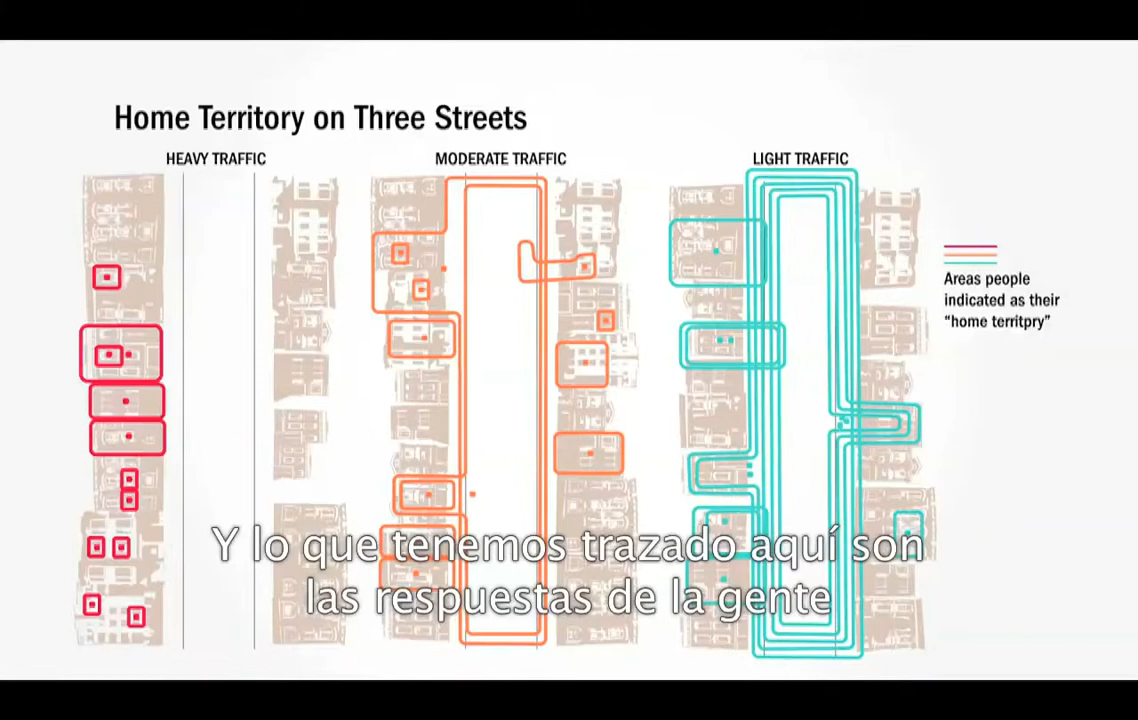 Home Territory on Three Streets
HEAVY TRAFFIC
MODERATE TRAFFIC
LIGHT TRAFFIC
Areas people
indicated as their
“home territpry”
Y lo que tenemos trazado aquí son
las respuestas de la gente